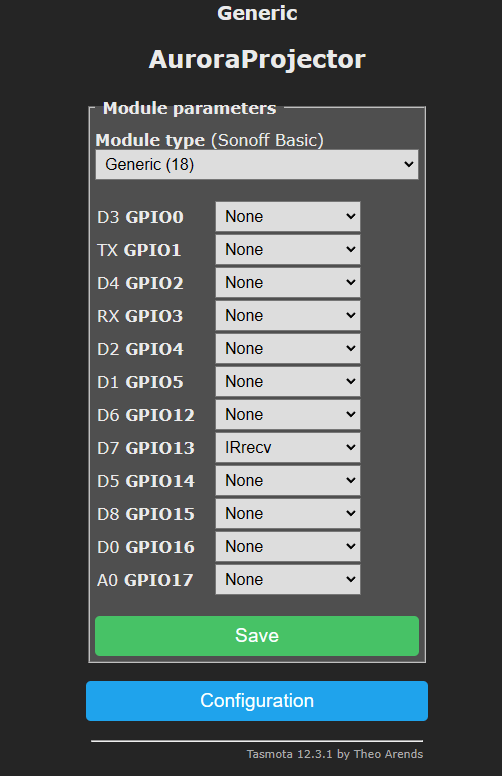 Generic
AuroraProjector
Module parameters
Module type (Sonoff Basic)
Generic (18)
D3 GPIO0 None
TX GPIO1 None
D4 GPIO2 None
RX GPIO3 None
D2 GPIO4 None
D1 GPIO5 None
D6 GPIO12 None
D7 GPIO13 IRrecv
D5 GPIO14 None
D8 GPIO15 None
D0 GPIO16 None
A0 GPIO17 None
Save
Configuration
Tasmota 12.3.1 by Theo Arends